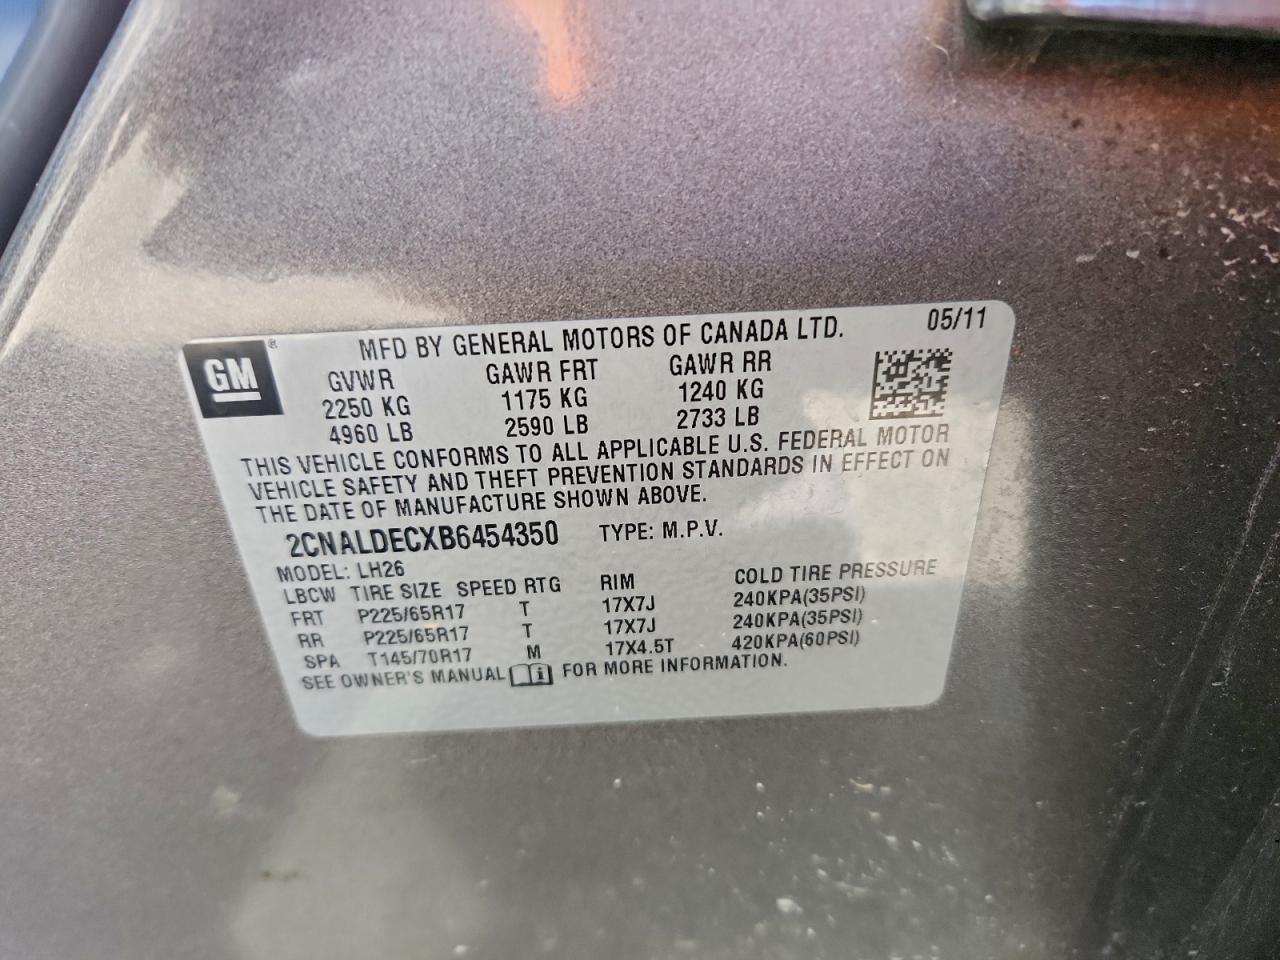 GM®
MFD BY GENERAL MOTORS OF CANADA LTD. 05/11
GVWR GAWR FRT GAWR RR
2250 KG 1175 KG 1240 KG
4960 LB 2590 LB 2733 LB
THIS VEHICLE CONFORMS TO ALL APPLICABLE U.S. FEDERAL MOTOR
VEHICLE SAFETY AND THEFT PREVENTION STANDARDS IN EFFECT ON
THE DATE OF MANUFACTURE SHOWN ABOVE.
2CNALDECXB6454350 TYPE: M.P.V.
MODEL: LH26
LBCW TIRE SIZE SPEED RTG RIM COLD TIRE PRESSURE
FRT P225/65R17 T 17X7J 240KPA(35PSI)
RR P225/65R17 T 17X7J 240KPA(35PSI)
SPA T145/70R17 M 17X4.5T 420KPA(60PSI)
SEE OWNER'S MANUAL i FOR MORE INFORMATION.